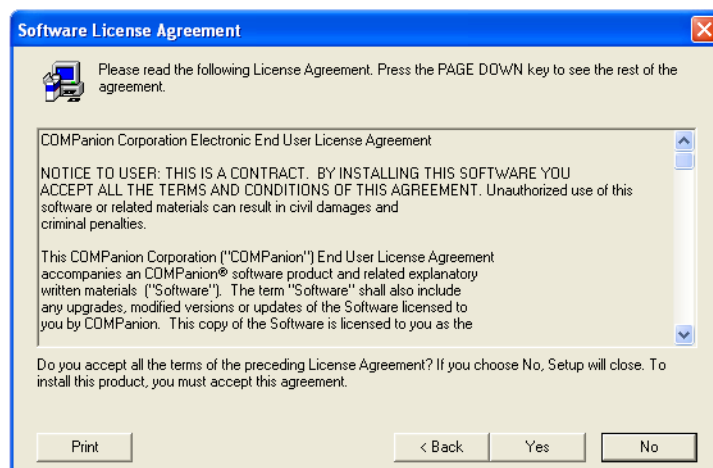 Software License Agreement
Please read the following License Agreement. Press the PAGE DOWN key to see the rest of the
agreement.
COMPanion Corporation Electronic End User License Agreement
NOTICE TO USER: THIS IS A CONTRACT.  BY INSTALLING THIS SOFTWARE YOU
ACCEPT ALL THE TERMS AND CONDITIONS OF THIS AGREEMENT. Unauthorized use of this
software or related materials can result in civil damages and
criminal penalties.
This COMPanion Corporation ("COMPanion") End User License Agreement
accompanies an COMPanion® software product and related explanatory
written materials  ("Software").  The term "Software" shall also include
any upgrades, modified versions or updates of the Software licensed to
you by COMPanion.  This copy of the Software is licensed to you as the
Do you accept all the terms of the preceding License Agreement? If you choose No, Setup will close. To
install this product, you must accept this agreement.
Print
< Back
Yes
No